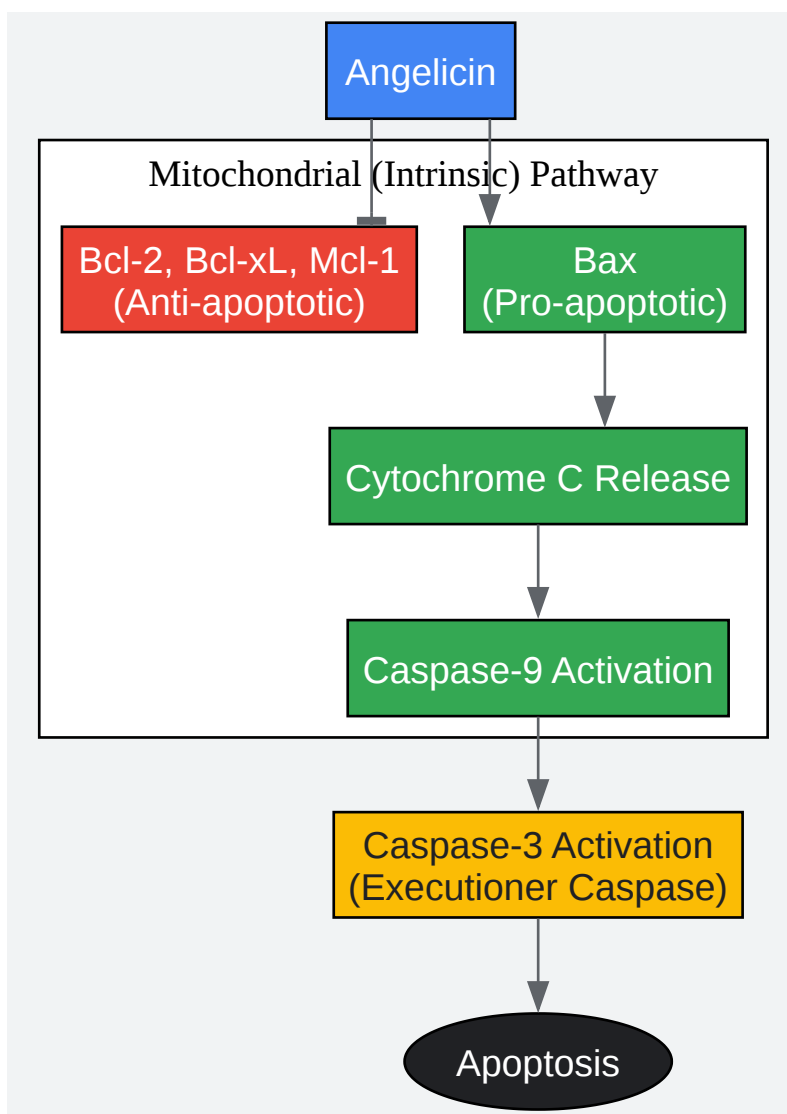 Angelicin
Mitochondrial (Intrinsic) Pathway
Bcl-2, Bcl-xL, Mcl-1
(Anti-apoptotic)
Bax
(Pro-apoptotic)
Cytochrome C Release
Caspase-9 Activation
Caspase-3 Activation
(Executioner Caspase)
Apoptosis